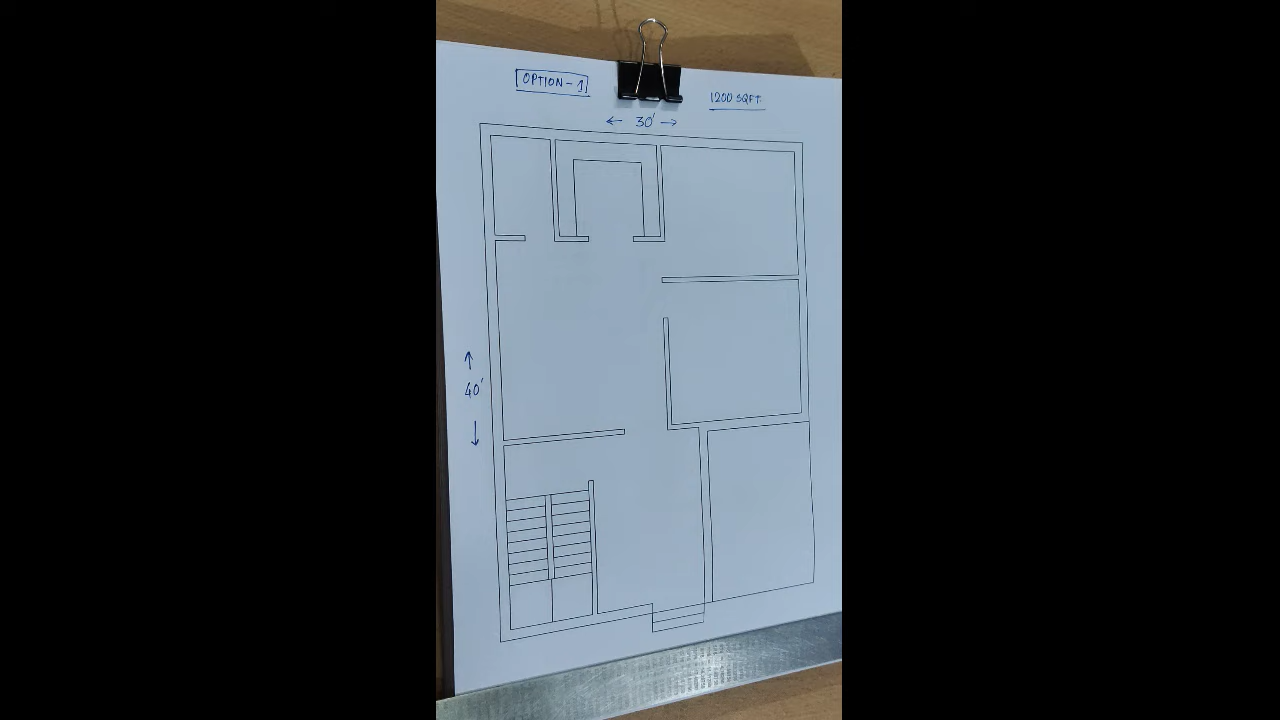 OPTION-1
1200 SQFT.
← 30' →
40'